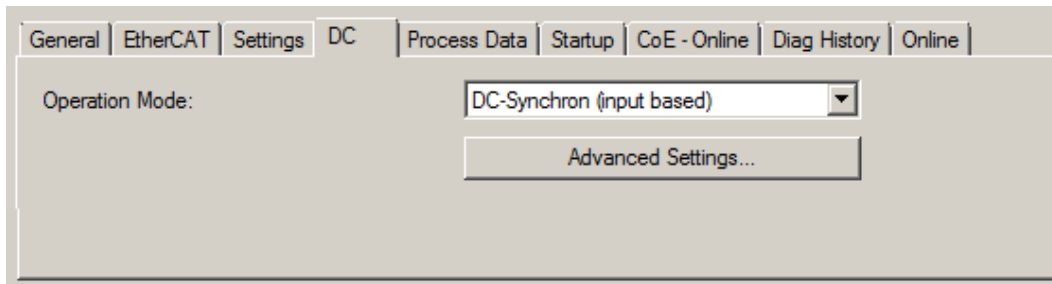 General EtherCAT Settings DC Process Data Startup CoE - Online Diag History Online
Operation Mode: DC-Synchron (input based)
Advanced Settings...